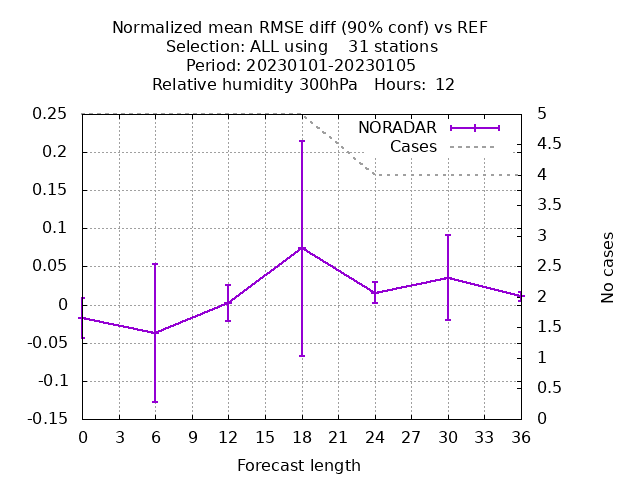 Normalized mean RMSE diff (90% conf) vs REF
Selection: ALL using    31 stations
Period: 20230101-20230105
Relative humidity 300hPa   Hours:  12
NORADAR
Cases
0.25
0.2
0.15
0.1
0.05
0
-0.05
-0.1
-0.15
5
4.5
4
3.5
3
2.5
2
1.5
1
0.5
0
No cases
0 3 6 9 12 15 18 21 24 27 30 33 36
Forecast length